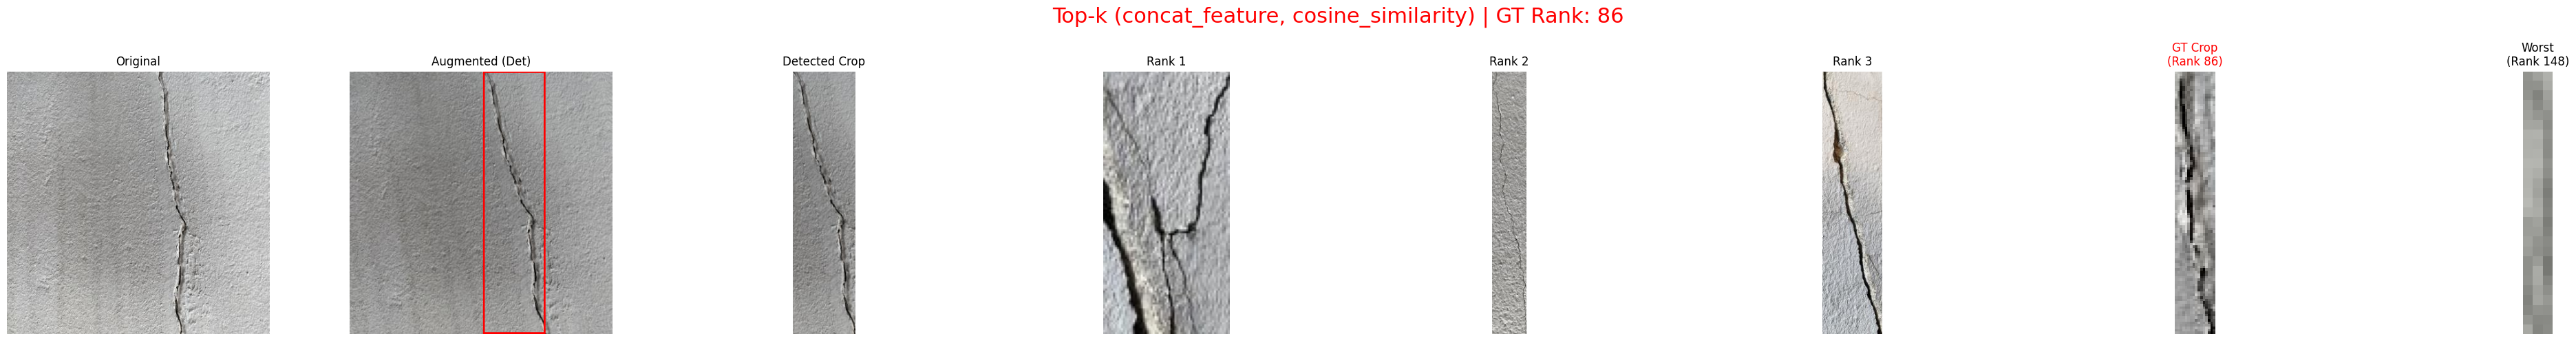 Top-k (concat_feature, cosine_similarity) | GT Rank: 86
Original
Augmented (Det)
Detected Crop
Rank 1
Rank 2
Rank 3
GT Crop
(Rank 86)
Worst
(Rank 148)